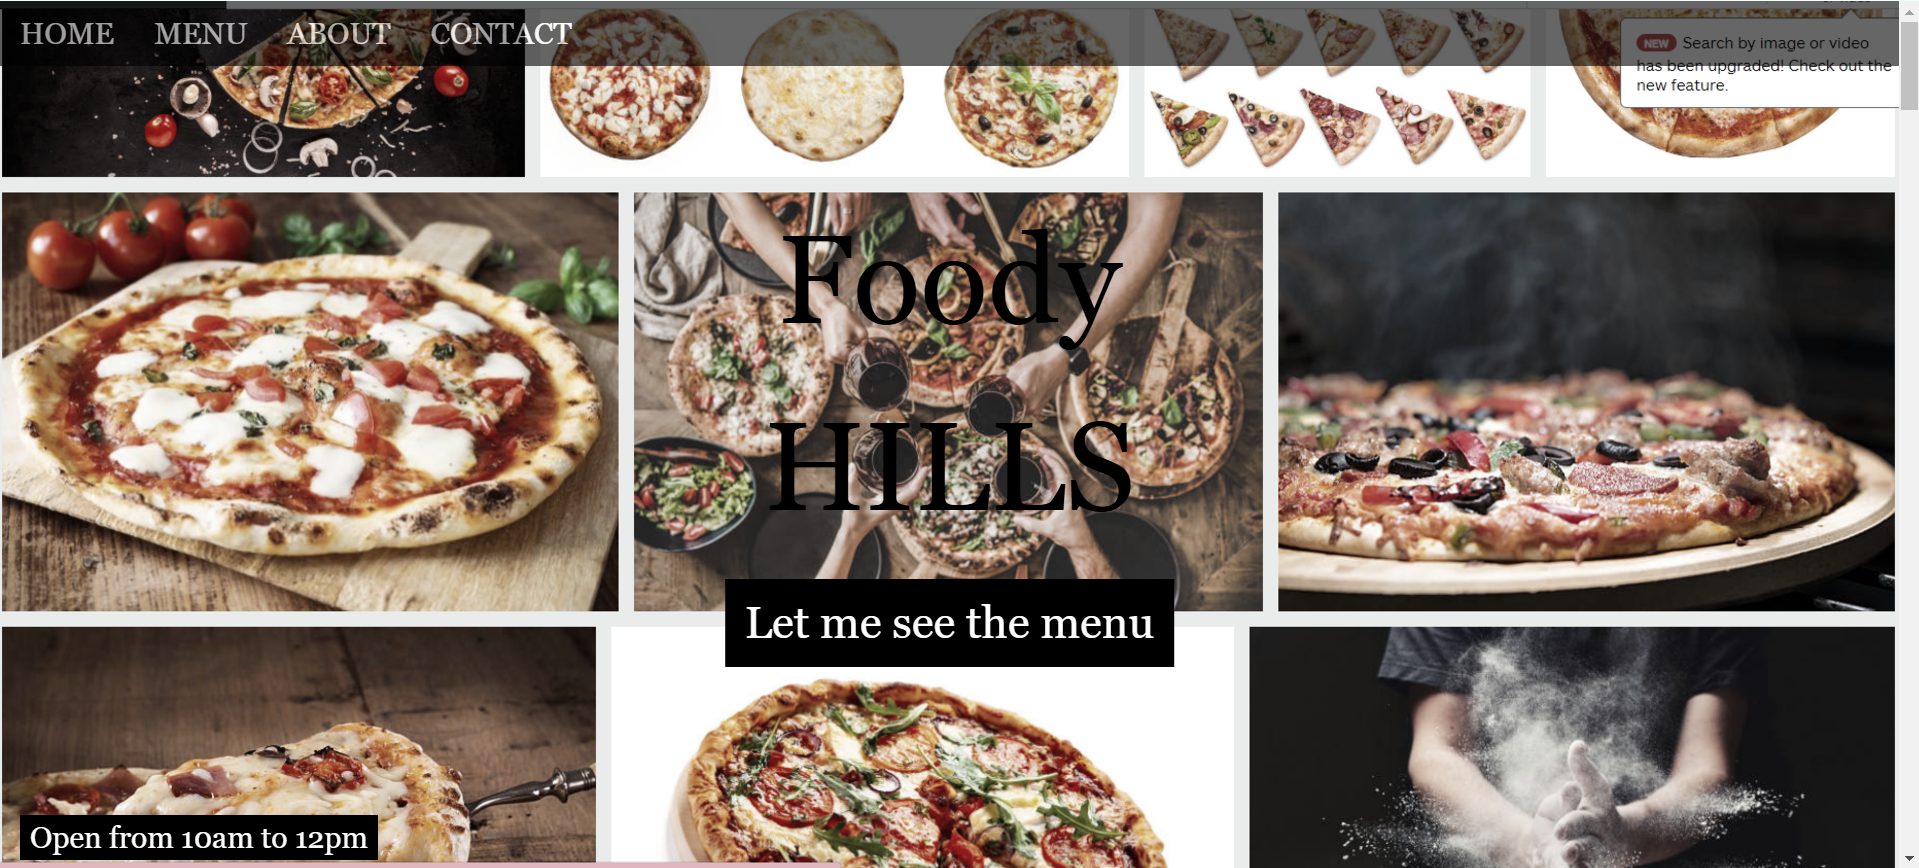 HOME MENU ABOUT CONTACT
NEW Search by image or video
has been upgraded! Check out the
new feature.
Foody
HILLS
Let me see the menu
Open from 10am to 12pm